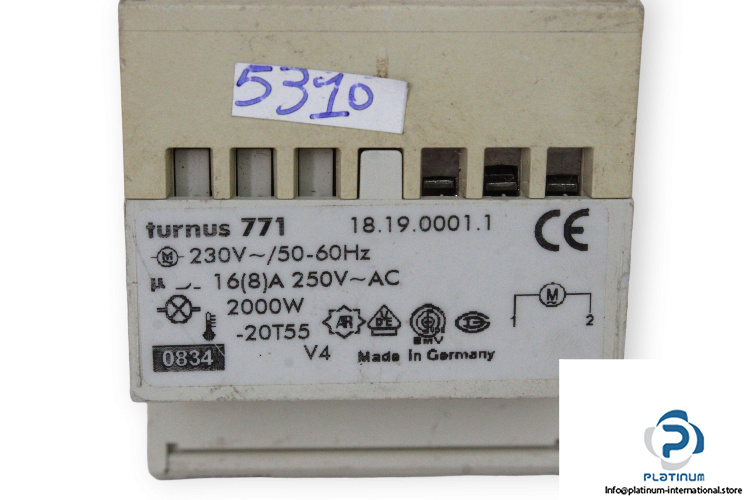 5310
turnus 771 18.19.0001.1
CE
M 230V~/50-60Hz
µ 16(8)A 250V~AC
2000W
M
1 2
-20T55
VDE
EMV
0834 V4 Made in Germany
PLATINUM
Info@platinum-international.store